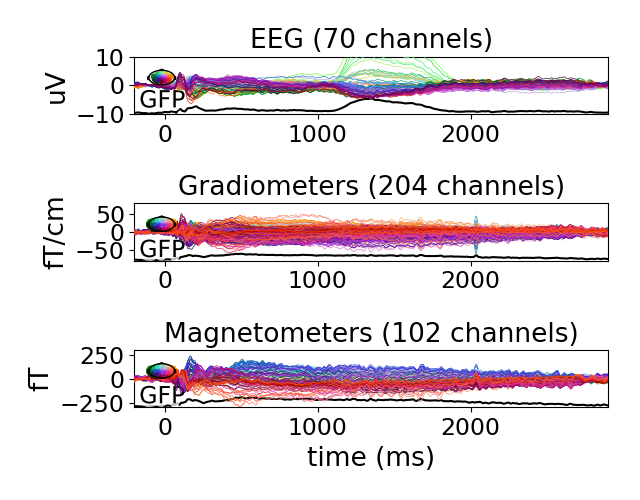 EEG (70 channels)
10
0
−10
uV
GFP
0 1000 2000
Gradiometers (204 channels)
50
0
−50
fT/cm
GFP
0 1000 2000
Magnetometers (102 channels)
250
0
−250
fT
GFP
0 1000 2000
time (ms)